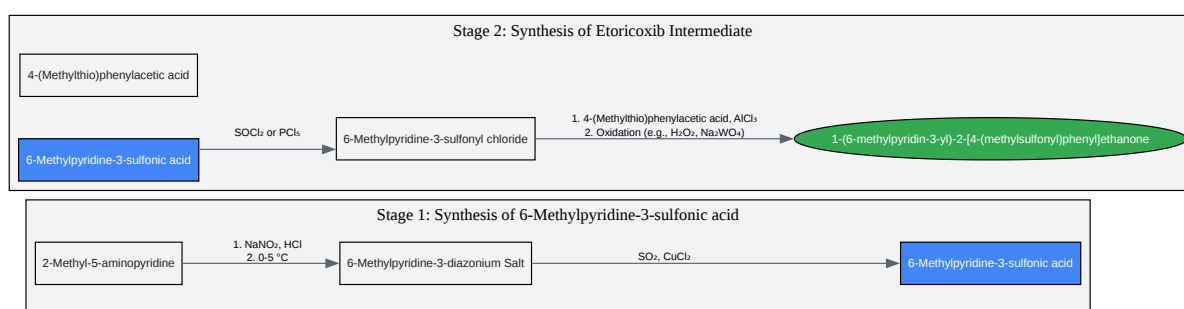 Stage 2: Synthesis of Etoricoxib Intermediate
4-(Methylthio)phenylacetic acid
6-Methylpyridine-3-sulfonic acid
SOCl₂ or PCl₅
6-Methylpyridine-3-sulfonyl chloride
1. 4-(Methylthio)phenylacetic acid, AlCl₃
2. Oxidation (e.g., H₂O₂, Na₂WO₄)
1-(6-methylpyridin-3-yl)-2-[4-(methylsulfonyl)phenyl]ethanone
Stage 1: Synthesis of 6-Methylpyridine-3-sulfonic acid
2-Methyl-5-aminopyridine
1. NaNO₂, HCl
2. 0-5 °C
6-Methylpyridine-3-diazonium Salt
SO₂, CuCl₂
6-Methylpyridine-3-sulfonic acid